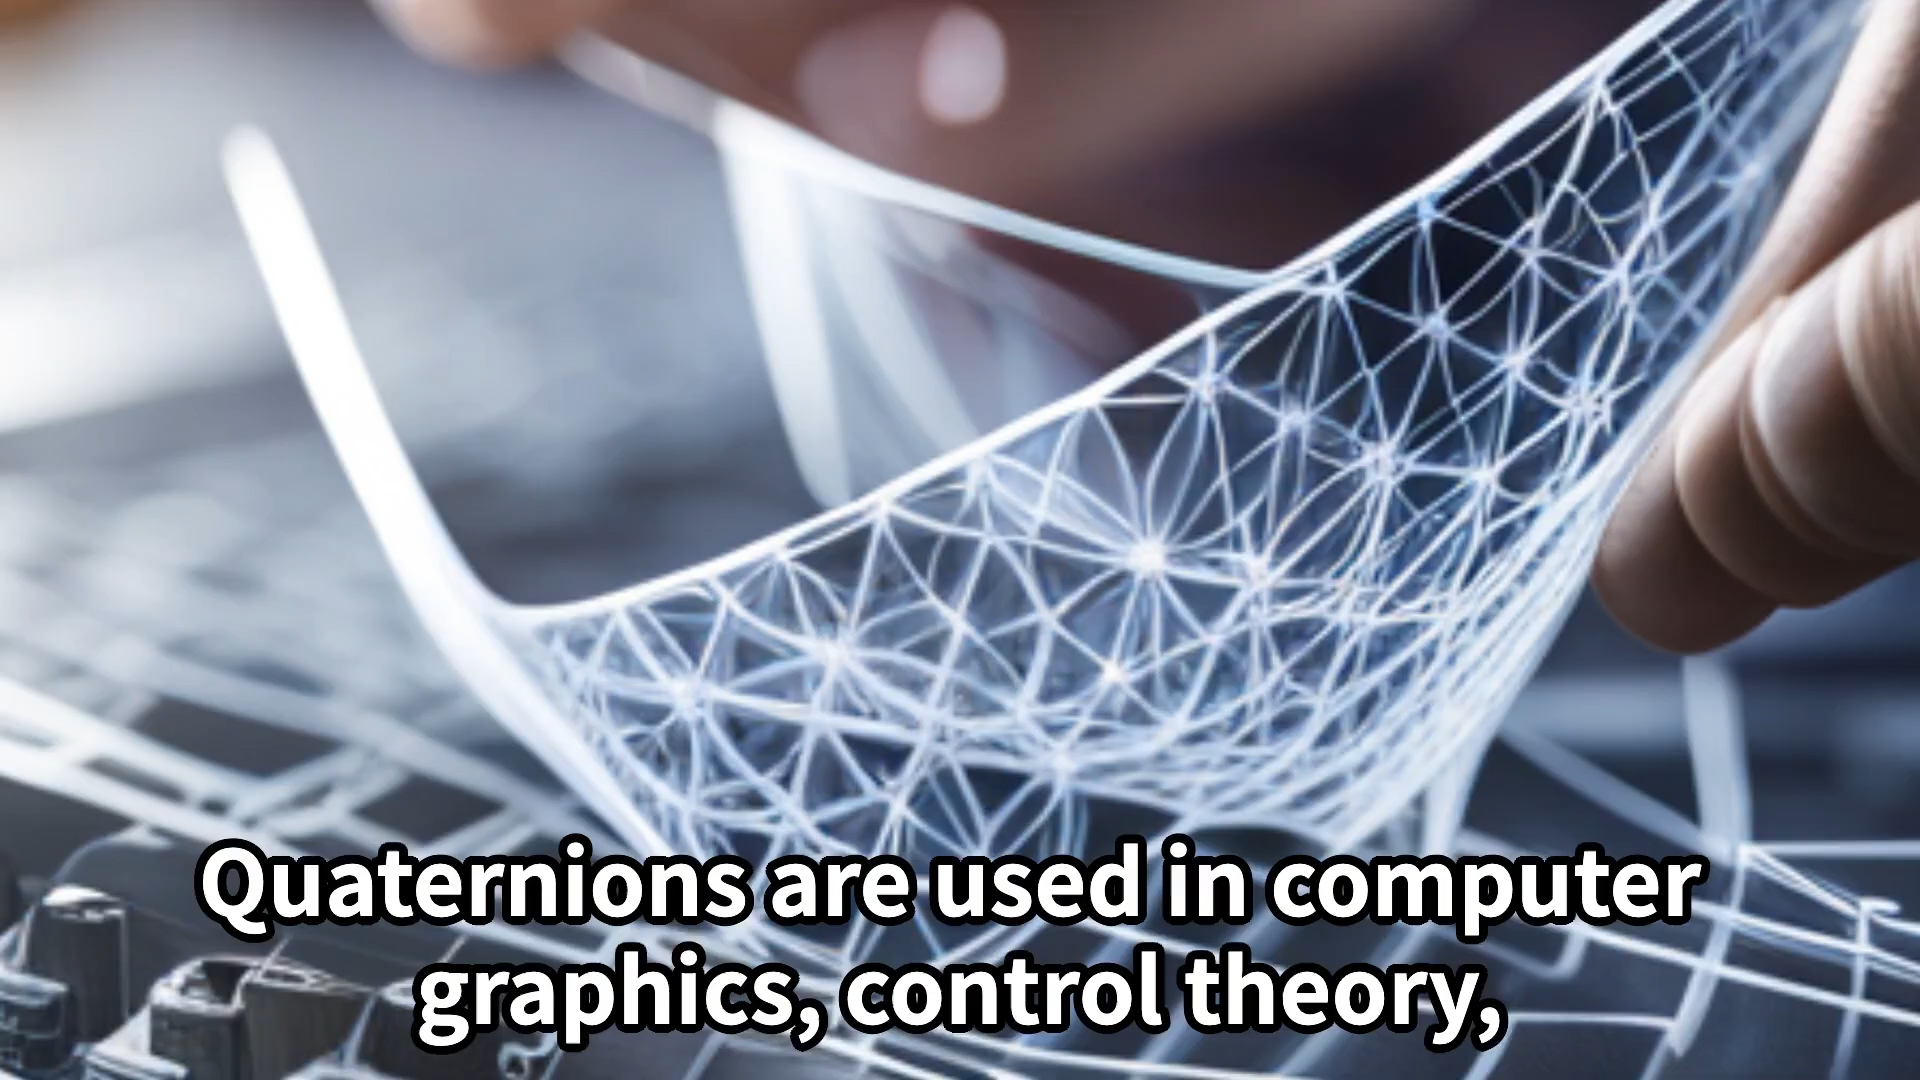 Quaternions are used in computer
graphics, control theory,